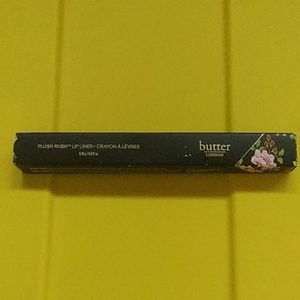 PLUSH RUSH™ LIP LINER • CRAYON À LÈVRES
butter
LONDON